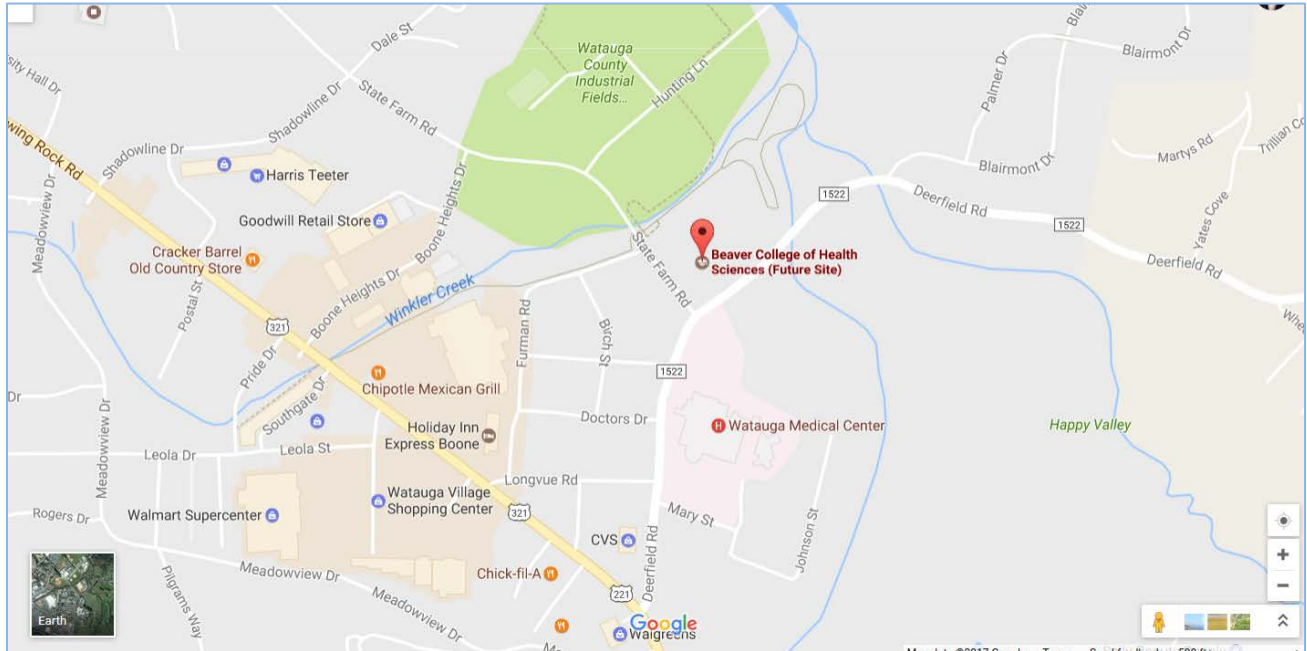 Dale St
Watauga
County
Industrial
Fields...
Hunting Ln
State Farm Rd
Shadowline Dr
Shadowline Dr
sity Hall Dr
wing Rock Rd
Meadowview Dr
Harris Teeter
Goodwill Retail Store
Boone Heights Dr
Cracker Barrel
Old Country Store
Postal St
Boone Heights Dr
Winkler Creek
321
Pride Dr
Southgate Dr
Chipotle Mexican Grill
Furman Rd
Birch St
State Farm Rd
Beaver College of Health
Sciences (Future Site)
1522
Palmer Dr
Blairmont Dr
Blairmont Dr
Martys Rd
Yates Cove
Deerfield Rd
1522
Deerfield Rd
1522
Doctors Dr
Watauga Medical Center
Happy Valley
Holiday Inn
Express Boone
Leola St
Leola Dr
Dr
Meadowview Dr
Longvue Rd
Watauga Village
Shopping Center
321
Walmart Supercenter
Rogers Dr
Mary St
Johnson St
CVS
Chick-fil-A
Meadowview Dr
Meadowview Dr
Pilgrams Way
Deerfield Rd
221
Google
Walgreens
Earth
H
+
−